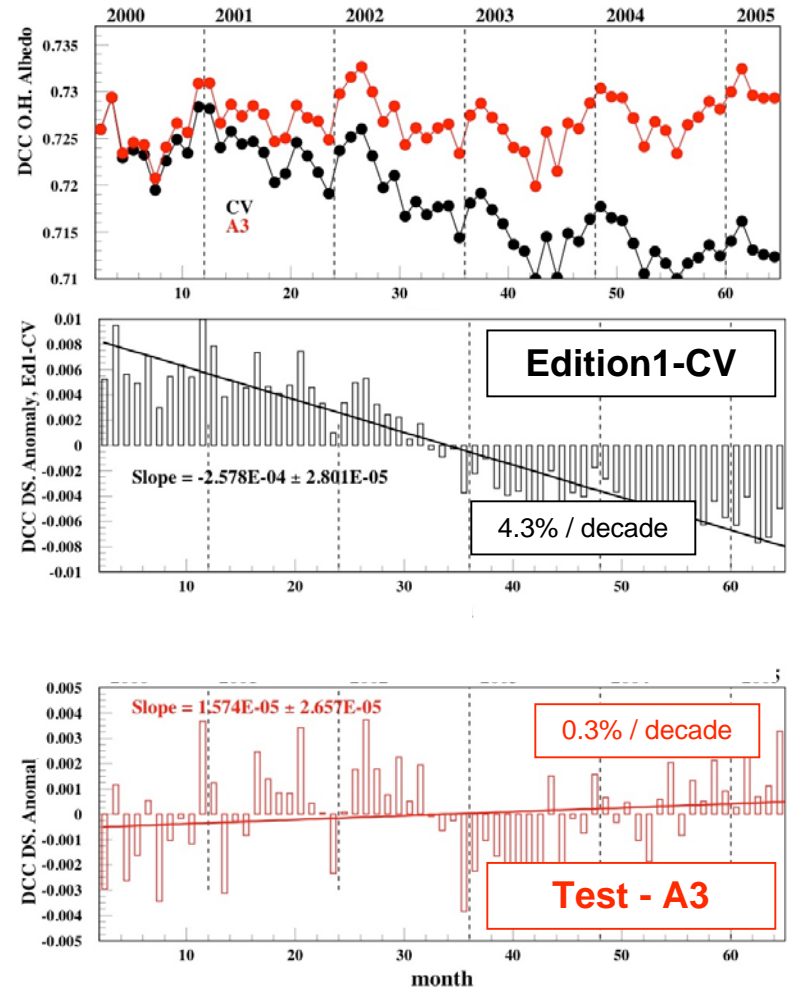 2000 2001 2002 2003 2004 2005
DCC O.H. Albedo
0.735
0.73
0.725
0.72
0.715
0.71
CV
A3
10 20 30 40 50 60
DCC DS. Anomaly, Ed1-CV
0.01
0.008
0.006
0.004
0.002
0
-0.002
-0.004
-0.006
-0.008
-0.01
Edition1-CV
Slope = -2.578E-04 ± 2.801E-05
4.3% / decade
10 20 30 40 50 60
5
DCC DS. Anomal
0.005
0.004
0.003
0.002
0.001
0
-0.001
-0.002
-0.003
-0.004
-0.005
Slope = 1.574E-05 ± 2.657E-05
0.3% / decade
Test - A3
10 20 30 40 50 60
month